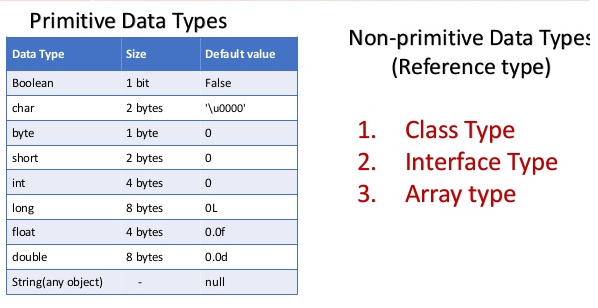 Primitive Data Types
Data Type Size Default value
Boolean 1 bit False
char 2 bytes '\u0000'
byte 1 byte 0
short 2 bytes 0
int 4 bytes 0
long 8 bytes 0L
float 4 bytes 0.0f
double 8 bytes 0.0d
String(any object) - null
Non-primitive Data Types
(Reference type)
1. Class Type
2. Interface Type
3. Array type